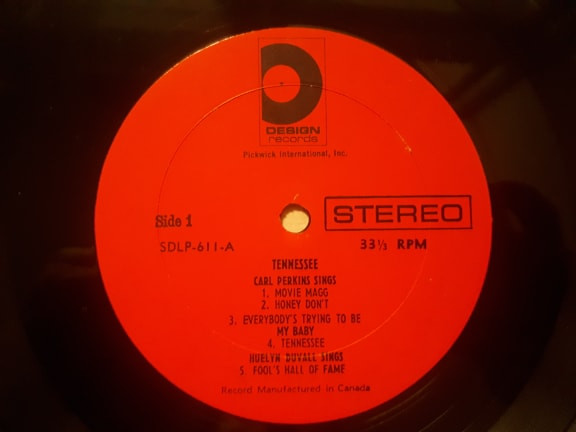 DESIGN
records
Pickwick International, Inc.
Side 1
STEREO
SDLP-611-A
33⅓ RPM
TENNESSEE
CARL PERKINS SINGS
1. MOVIE MAGG
2. HONEY DON'T
3. EVERYBODY'S TRYING TO BE
MY BABY
4. TENNESSEE
HUELYN DUVALL SINGS
5. FOOL'S HALL OF FAME
Record Manufactured in Canada